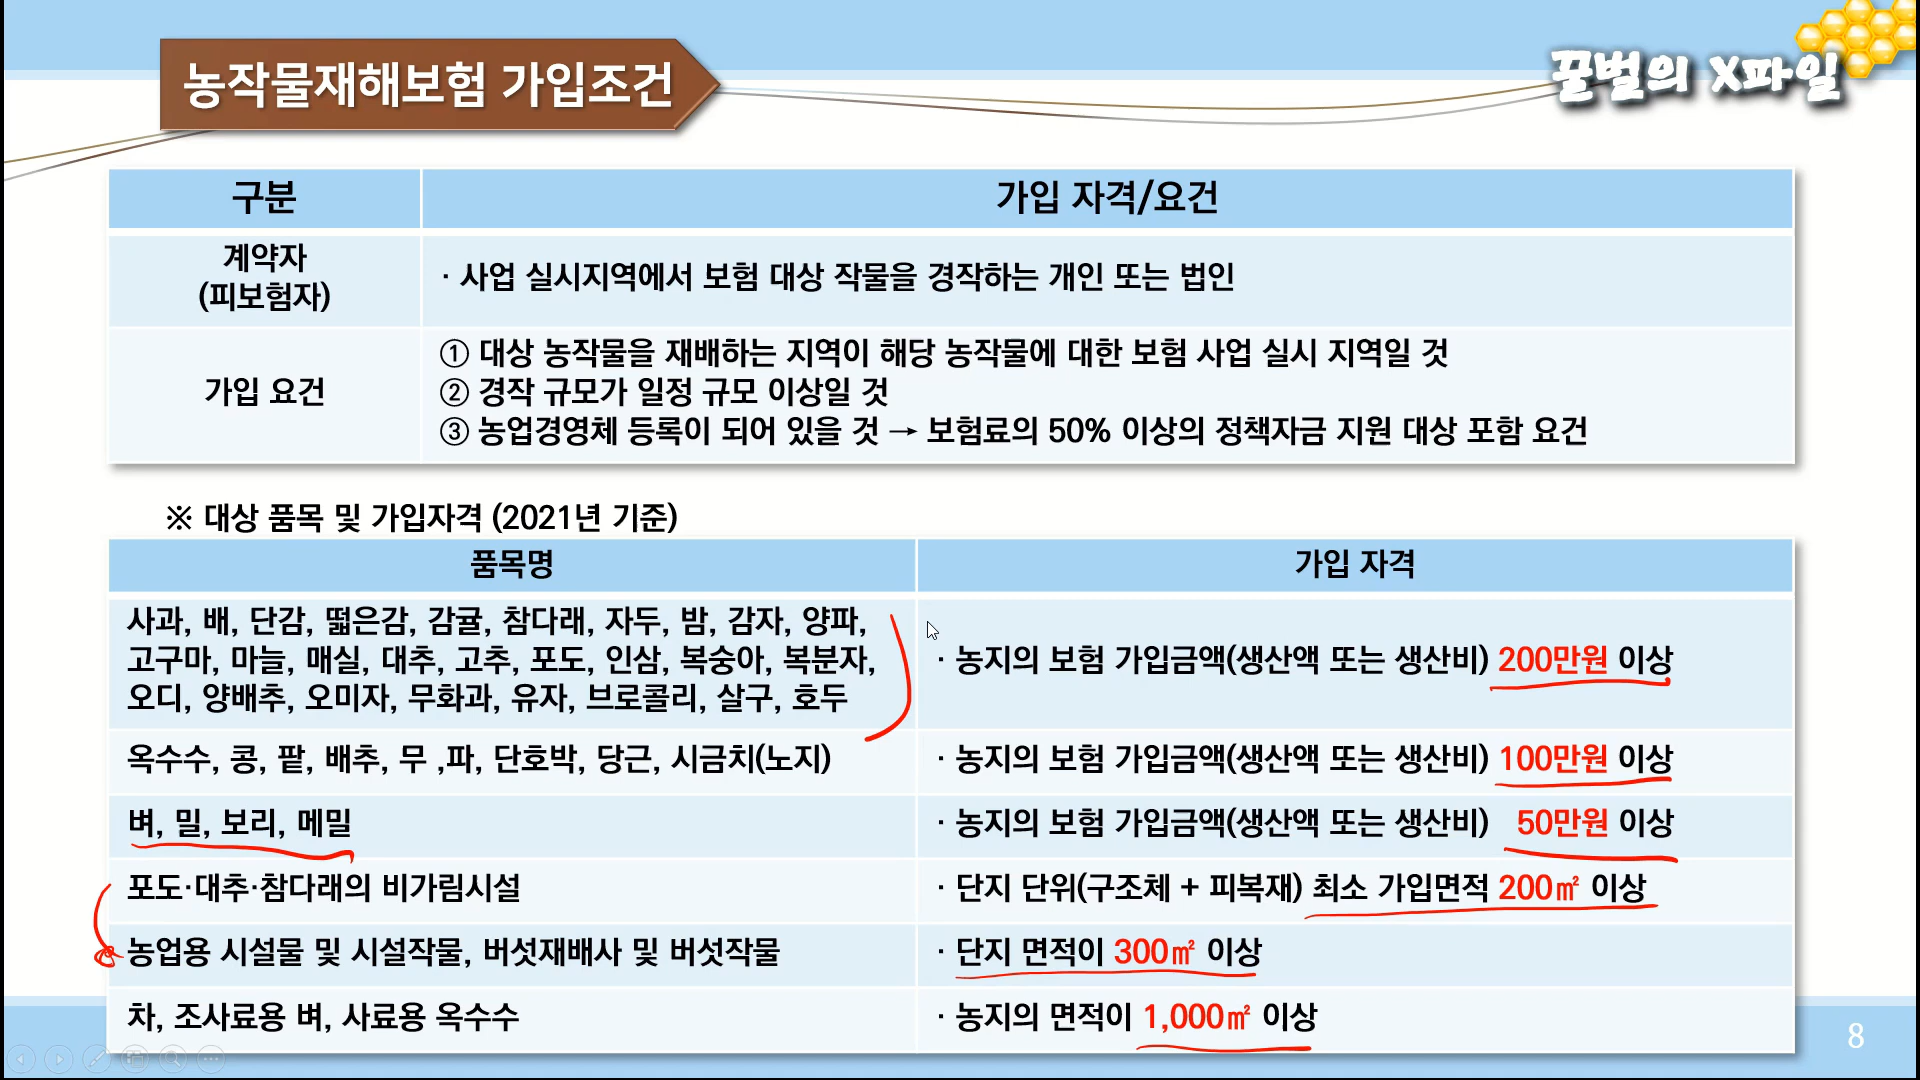 농작물재해보험 가입조건
꿀벌의 X파일
구분
가입 자격/요건
계약자
(피보험자)
· 사업 실시지역에서 보험 대상 작물을 경작하는 개인 또는 법인
가입 요건
① 대상 농작물을 재배하는 지역이 해당 농작물에 대한 보험 사업 실시 지역일 것
② 경작 규모가 일정 규모 이상일 것
③ 농업경영체 등록이 되어 있을 것 → 보험료의 50% 이상의 정책자금 지원 대상 포함 요건
※ 대상 품목 및 가입자격 (2021년 기준)
품목명
가입 자격
사과, 배, 단감, 떫은감, 감귤, 참다래, 자두, 밤, 감자, 양파,
고구마, 마늘, 매실, 대추, 고추, 포도, 인삼, 복숭아, 복분자,
오디, 양배추, 오미자, 무화과, 유자, 브로콜리, 살구, 호두
· 농지의 보험 가입금액(생산액 또는 생산비) 200만원 이상
옥수수, 콩, 팥, 배추, 무 ,파, 단호박, 당근, 시금치(노지)
· 농지의 보험 가입금액(생산액 또는 생산비) 100만원 이상
벼, 밀, 보리, 메밀
· 농지의 보험 가입금액(생산액 또는 생산비) 50만원 이상
포도·대추·참다래의 비가림시설
· 단지 단위(구조체 + 피복재) 최소 가입면적 200㎡ 이상
농업용 시설물 및 시설작물, 버섯재배사 및 버섯작물
· 단지 면적이 300㎡ 이상
차, 조사료용 벼, 사료용 옥수수
· 농지의 면적이 1,000㎡ 이상
8